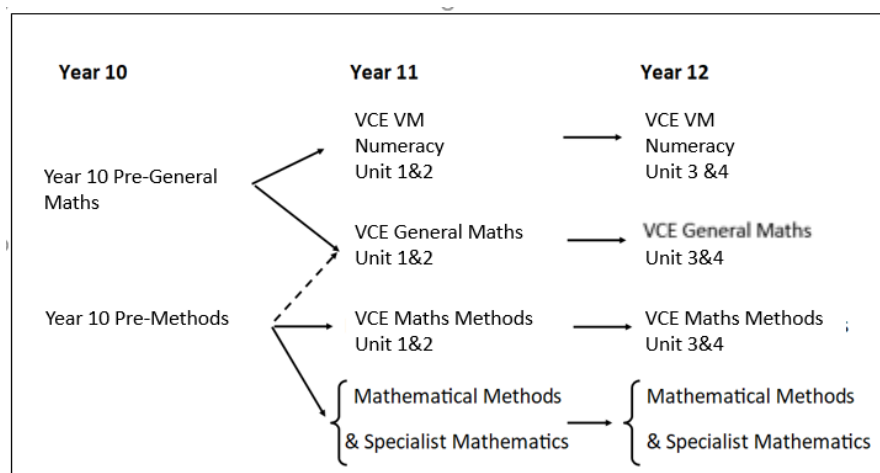 Year 10
Year 11
Year 12
Year 10 Pre-General
Maths
VCE VM
Numeracy
Unit 1&2
VCE VM
Numeracy
Unit 3 &4
VCE General Maths
Unit 1&2
VCE General Maths
Unit 3&4
Year 10 Pre-Methods
VCE Maths Methods
Unit 1&2
VCE Maths Methods
Unit 3&4
Mathematical Methods
& Specialist Mathematics
Mathematical Methods
& Specialist Mathematics